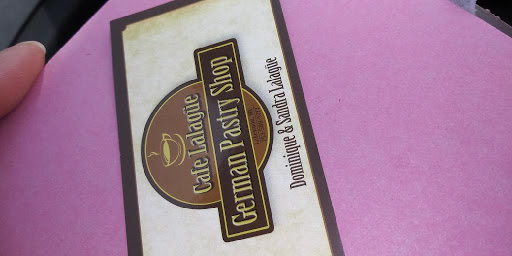 Cafe Lalagüe
German Pastry Shop
Dominique & Sandra Lalagüe